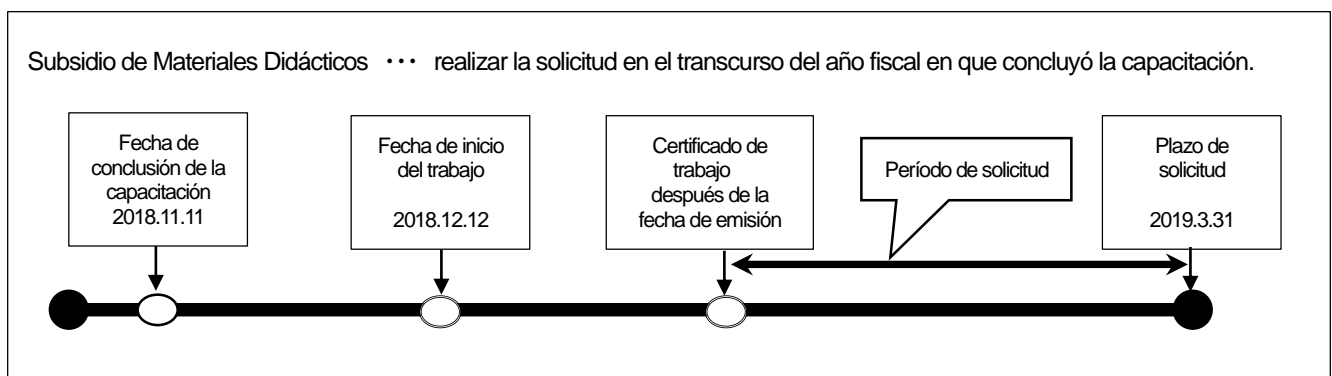 Subsidio de Materiales Didácticos ··· realizar la solicitud en el transcurso del año fiscal en que concluyó la capacitación.
Fecha de
conclusión de la
capacitación
2018.11.11
Fecha de inicio
del trabajo
2018.12.12
Certificado de
trabajo
después de la
fecha de emisión
Período de solicitud
Plazo de
solicitud
2019.3.31